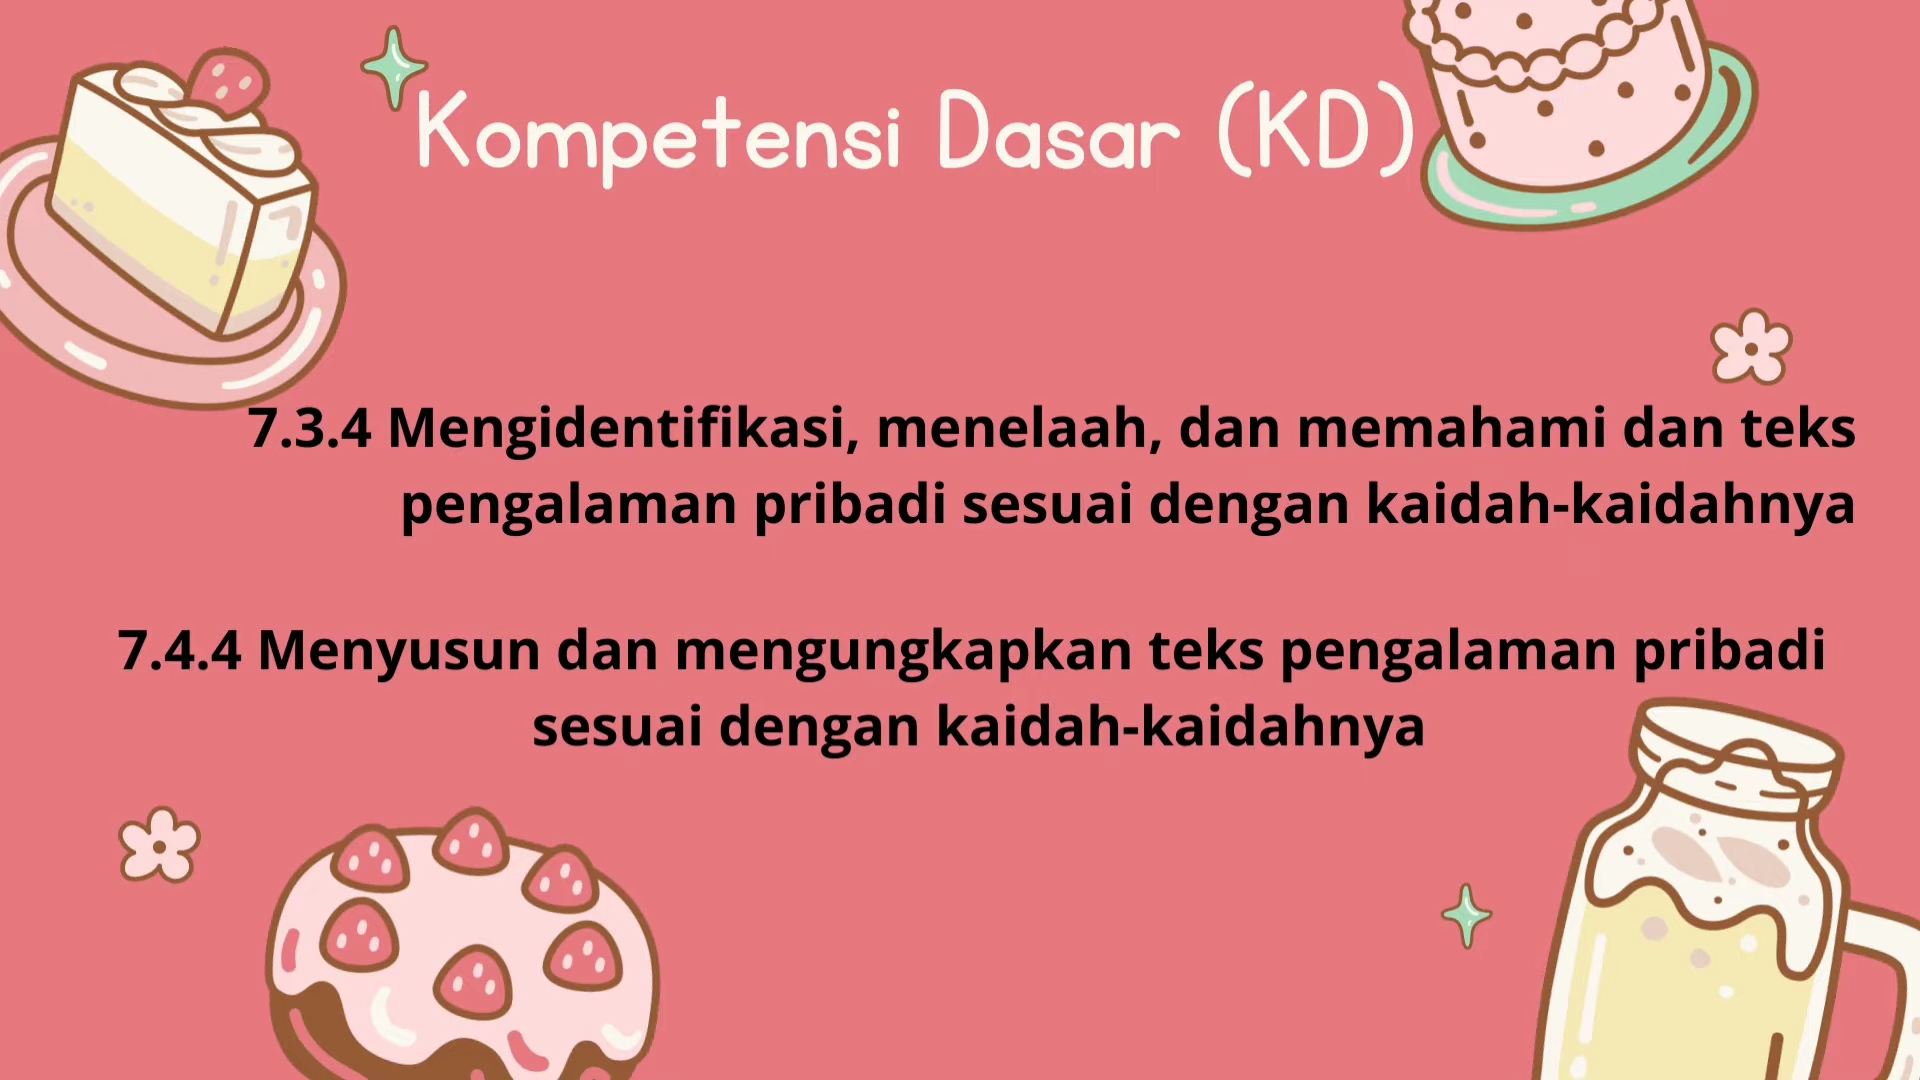 Kompetensi Dasar (KD)
7.3.4 Mengidentifikasi, menelaah, dan memahami dan teks
pengalaman pribadi sesuai dengan kaidah-kaidahnya
7.4.4 Menyusun dan mengungkapkan teks pengalaman pribadi
sesuai dengan kaidah-kaidahnya